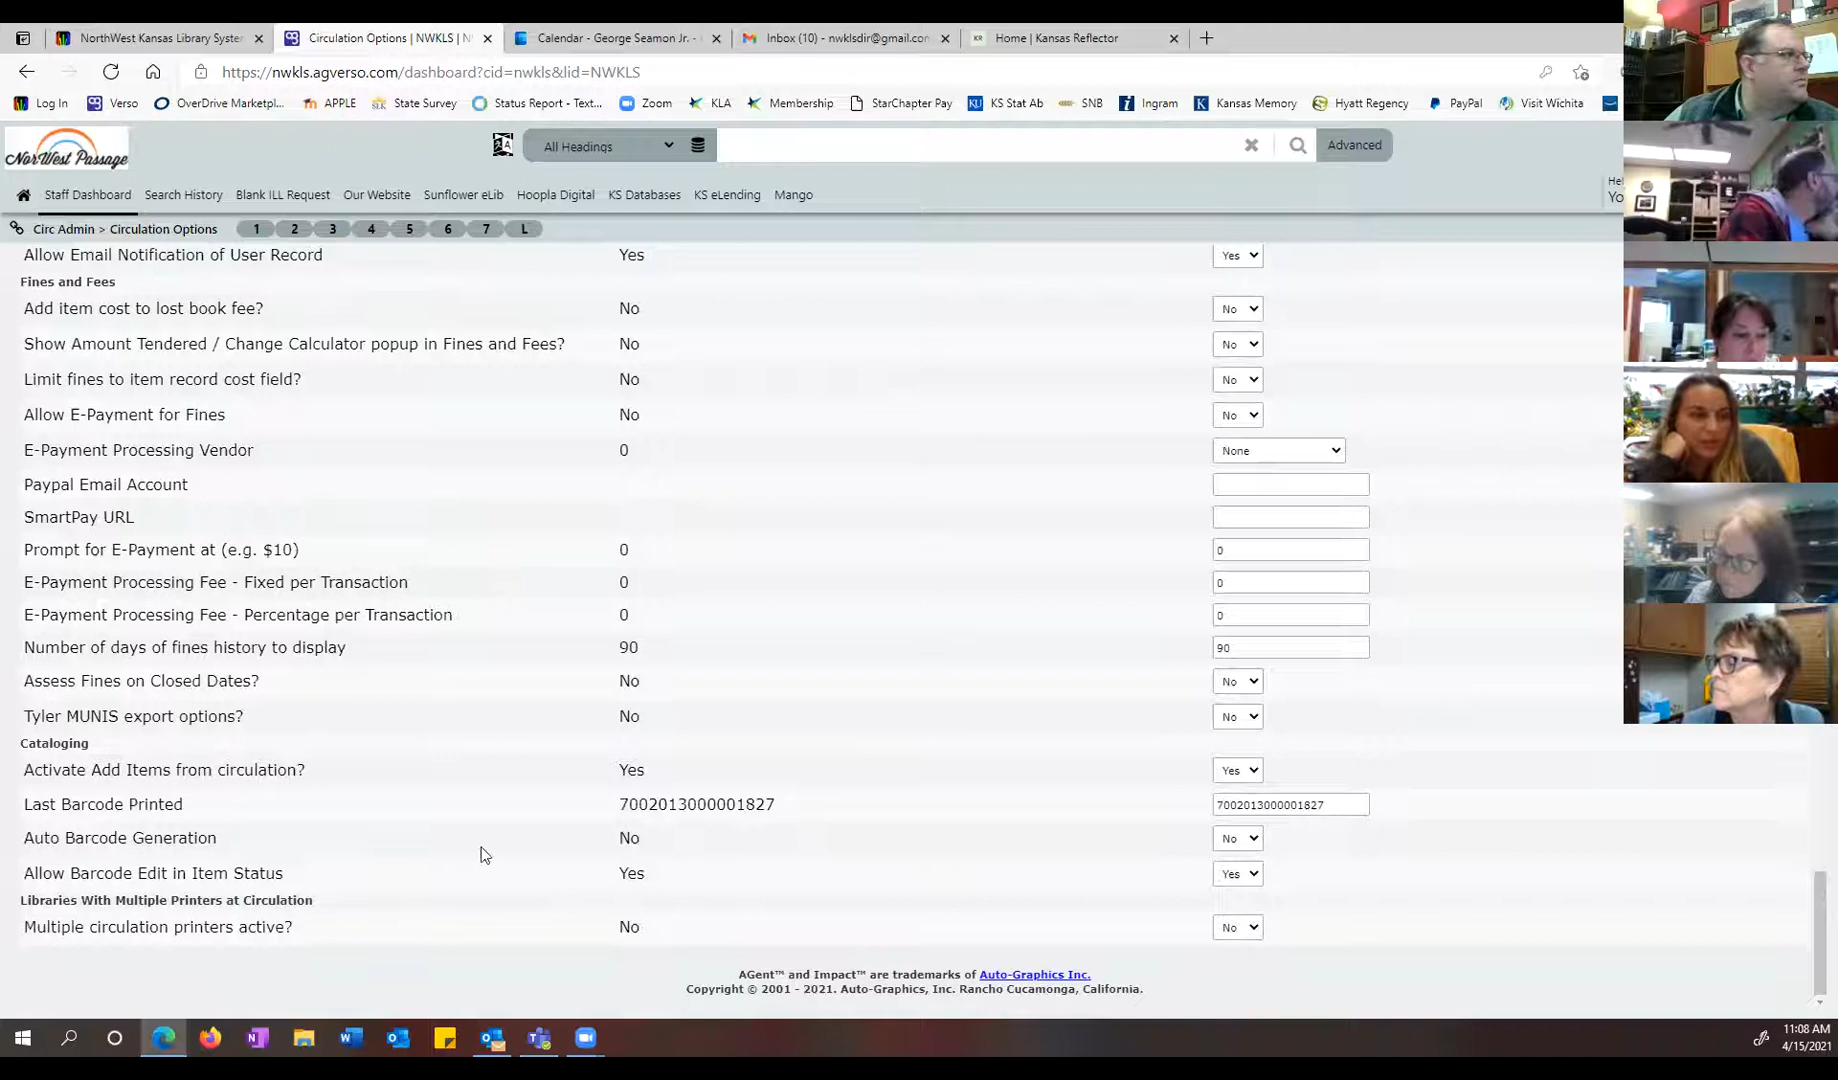 NorthWest Kansas Library System
Circulation Options | NWKLS | N
Calendar - George Seamon Jr. -
Inbox (10) - nwklsdir@gmail.com
KR Home | Kansas Reflector
https://nwkls.agverso.com/dashboard?cid=nwkls&lid=NWKLS
Log In Verso OverDrive Marketpl... APPLE State Survey Status Report - Text... Zoom KLA Membership StarChapter Pay KS Stat Ab SNB Ingram Kansas Memory Hyatt Regency PayPal Visit Wichita
NorWest Passage
All Headings
Advanced
Staff Dashboard Search History Blank ILL Request Our Website Sunflower eLib Hoopla Digital KS Databases KS eLending Mango
Hel
Yo
Circ Admin > Circulation Options 1 2 3 4 5 6 7 L
Allow Email Notification of User Record Yes Yes
Fines and Fees
Add item cost to lost book fee? No No
Show Amount Tendered / Change Calculator popup in Fines and Fees? No No
Limit fines to item record cost field? No No
Allow E-Payment for Fines No No
E-Payment Processing Vendor 0 None
Paypal Email Account
SmartPay URL
Prompt for E-Payment at (e.g. $10) 0 0
E-Payment Processing Fee - Fixed per Transaction 0 0
E-Payment Processing Fee - Percentage per Transaction 0 0
Number of days of fines history to display 90 90
Assess Fines on Closed Dates? No No
Tyler MUNIS export options? No No
Cataloging
Activate Add Items from circulation? Yes Yes
Last Barcode Printed 7002013000001827 7002013000001827
Auto Barcode Generation No No
Allow Barcode Edit in Item Status Yes Yes
Libraries With Multiple Printers at Circulation
Multiple circulation printers active? No No
AGent™ and Impact™ are trademarks of Auto-Graphics Inc.
Copyright © 2001 - 2021. Auto-Graphics, Inc. Rancho Cucamonga, California.
11:08 AM
4/15/2021